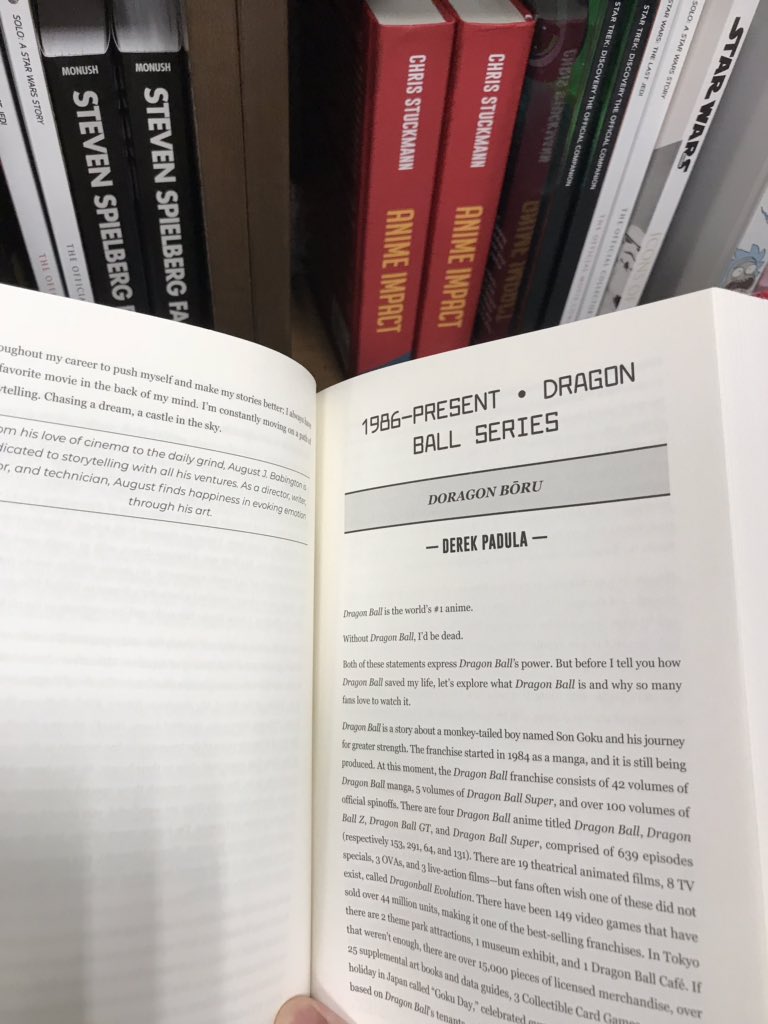 SOLO: A STAR WARS STORY
MONUSH
STEVEN SPIELBERG
MONUSH
STEVEN SPIELBERG FA
CHRIS STUCKMANN
ANIME IMPACT
CHRIS STUCKMANN
ANIME IMPACT
STAR TREK: DISCOVERY THE OFFICIAL COMPANION
STAR TREK: DISCOVERY THE OFFICIAL COMPANION
STAR WARS: THE LAST JEDI
SOLO: A STAR WARS STORY
STAR WARS
oughout my career to push myself and make my stories better; I always have
favorite movie in the back of my mind. I'm constantly moving on a path of
ytelling. Chasing a dream, a castle in the sky.
om his love of cinema to the daily grind, August J. Babington is
dicated to storytelling with all his ventures. As a director, writer,
or, and technician, August finds happiness in evoking emotion
through his art.
1986–PRESENT • DRAGON
BALL SERIES
DORAGON BŌRU
— DEREK PADULA —
Dragon Ball is the world's #1 anime.
Without Dragon Ball, I'd be dead.
Both of these statements express Dragon Ball's power. But before I tell you how
Dragon Ball saved my life, let's explore what Dragon Ball is and why so many
fans love to watch it.
Dragon Ball is a story about a monkey-tailed boy named Son Goku and his journey
for greater strength. The franchise started in 1984 as a manga, and it is still being
produced. At this moment, the Dragon Ball franchise consists of 42 volumes of
Dragon Ball manga, 5 volumes of Dragon Ball Super, and over 100 volumes of
official spinoffs. There are four Dragon Ball anime titled Dragon Ball, Dragon
Ball Z, Dragon Ball GT, and Dragon Ball Super, comprised of 639 episodes
(respectively 153, 291, 64, and 131). There are 19 theatrical animated films, 8 TV
specials, 3 OVAs, and 3 live-action films—but fans often wish one of these did not
exist, called Dragonball Evolution. There have been 149 video games that have
sold over 44 million units, making it one of the best-selling franchises. In Tokyo
there are 2 theme park attractions, 1 museum exhibit, and 1 Dragon Ball Café. If
that weren't enough, there are over 15,000 pieces of licensed merchandise, over
25 supplemental art books and data guides, 3 Collectible Card Game
holiday in Japan called "Goku Day," celebrated o
based on Dragon Ball's tenant